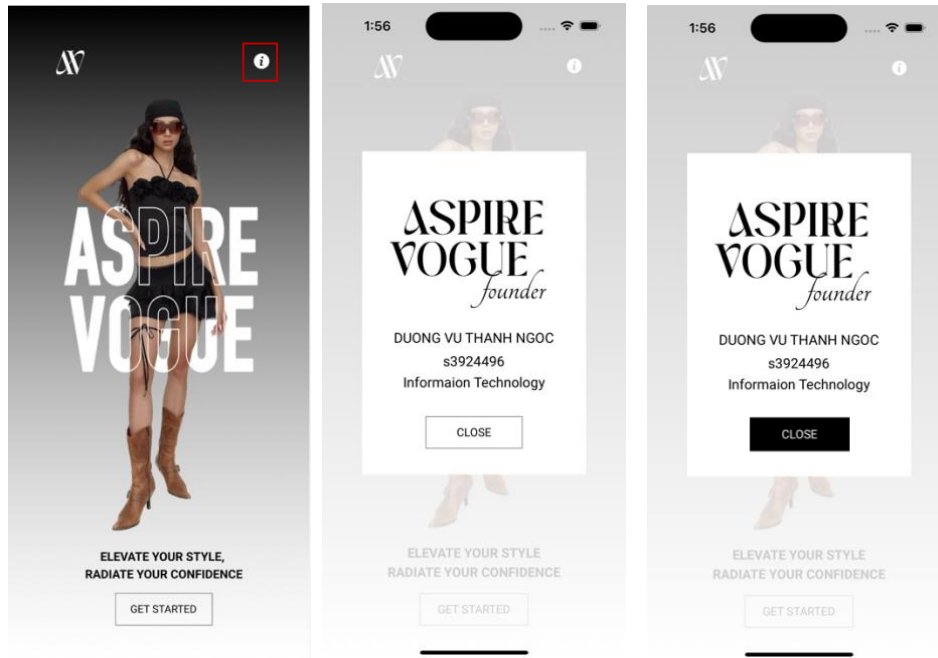 AV
i
ASPIRE
VOGUE
ELEVATE YOUR STYLE,
RADIATE YOUR CONFIDENCE
GET STARTED
1:56
AV
i
ASPIRE
VOGUE
founder
DUONG VU THANH NGOC
s3924496
Informaion Technology
CLOSE
ELEVATE YOUR STYLE
RADIATE YOUR CONFIDENCE
GET STARTED
1:56
AV
i
ASPIRE
VOGUE
founder
DUONG VU THANH NGOC
s3924496
Informaion Technology
CLOSE
ELEVATE YOUR STYLE
RADIATE YOUR CONFIDENCE
GET STARTED